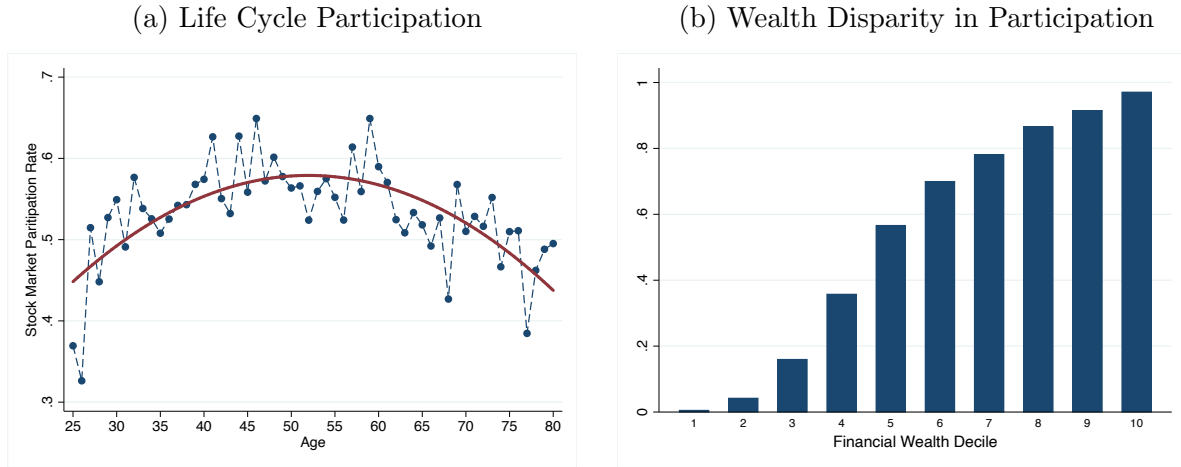 (a) Life Cycle Participation
.7
.6
.5
.4
.3
Stock Market Paritipation Rate
25 30 35 40 45 50 55 60 65 70 75 80
Age
(b) Wealth Disparity in Participation
1
.8
.6
.4
.2
0
1 2 3 4 5 6 7 8 9 10
Financial Wealth Decile